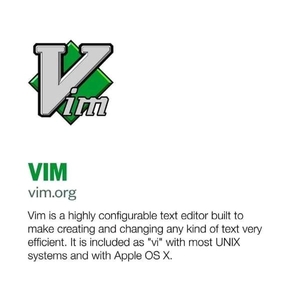 Vim
VIM
vim.org
Vim is a highly configurable text editor built to
make creating and changing any kind of text very
efficient. It is included as "vi" with most UNIX
systems and with Apple OS X.